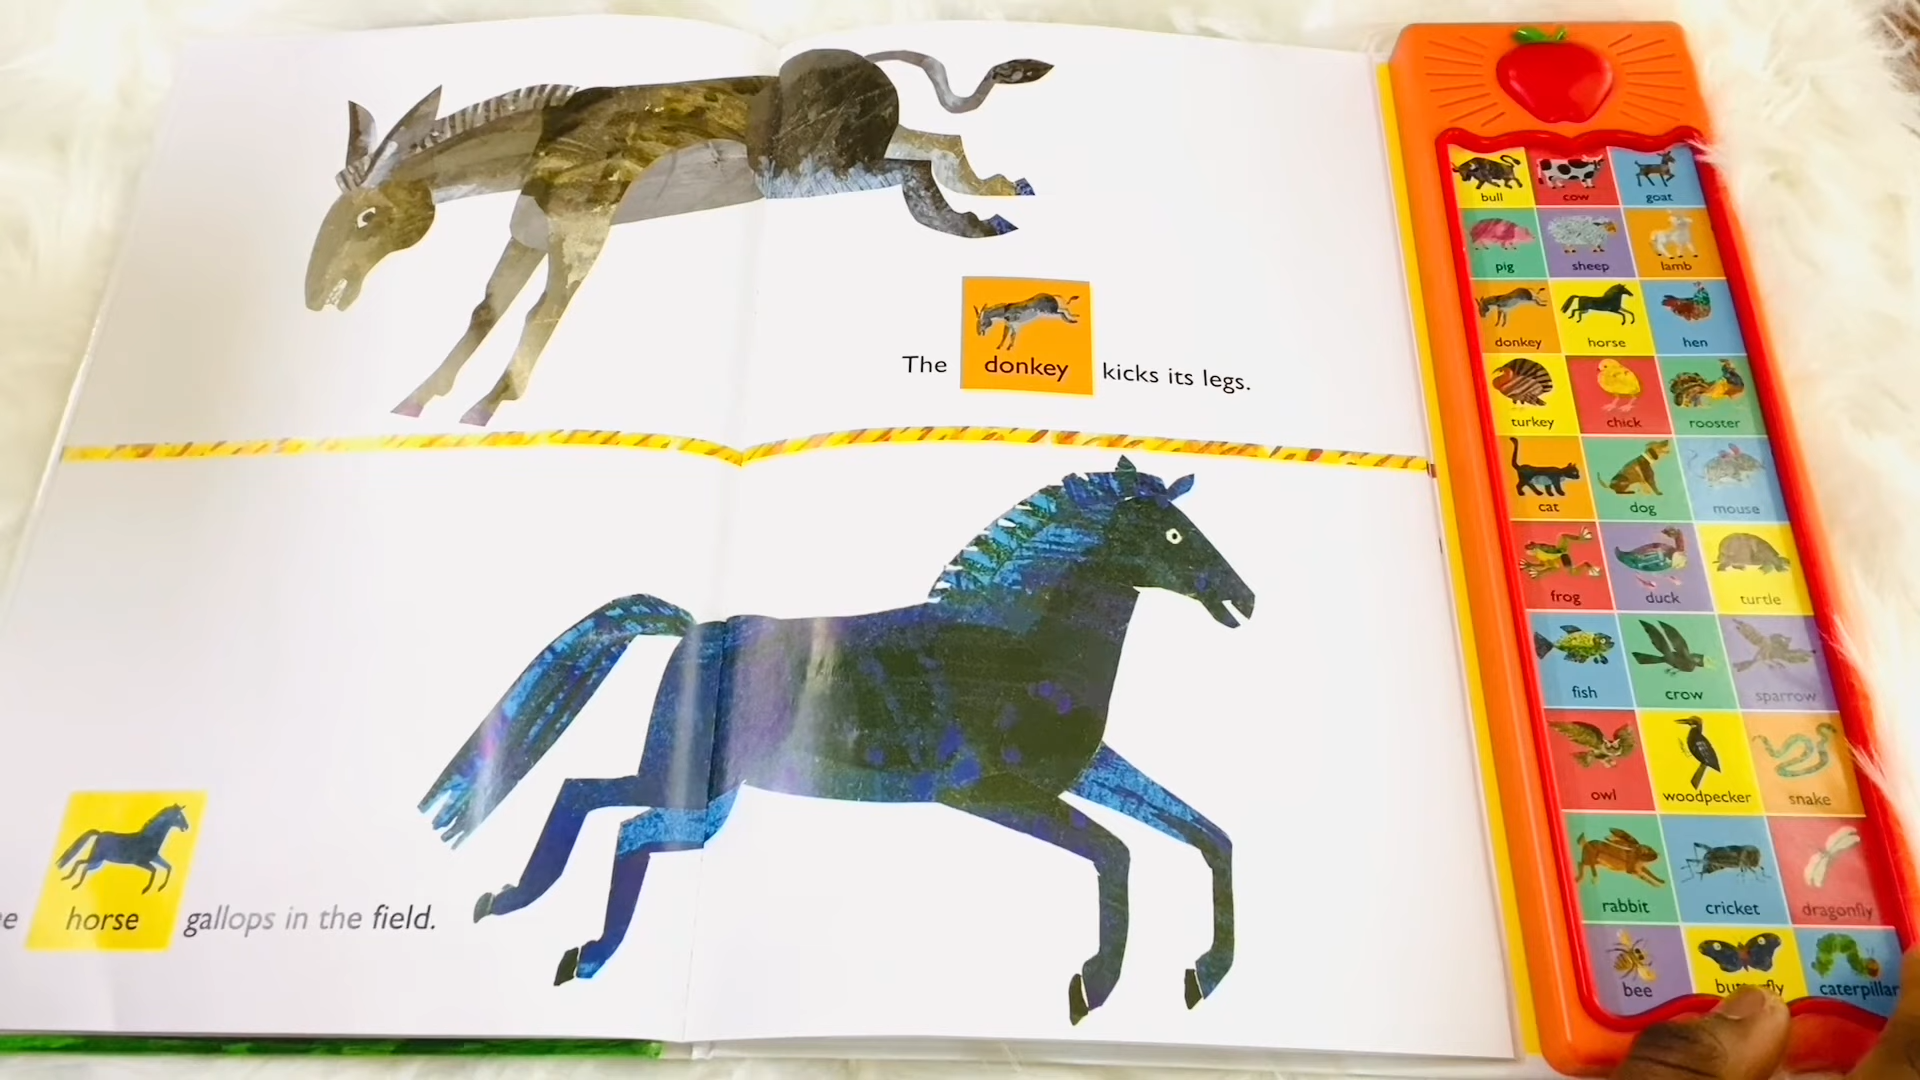 The donkey kicks its legs.
horse gallops in the field.
bull cow goat
pig sheep lamb
donkey horse hen
turkey chick rooster
cat dog mouse
frog duck turtle
fish crow sparrow
owl woodpecker snake
rabbit cricket dragonfly
bee caterpillar